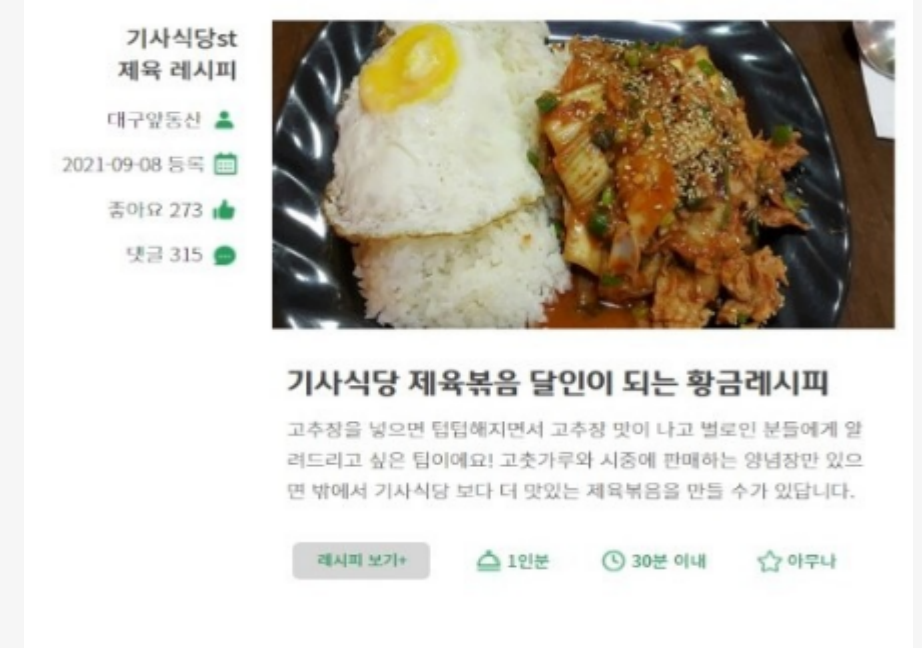 기사식당st
제육 레시피
대구앞동산
2021-09-08 등록
좋아요 273
댓글 315
기사식당 제육볶음 달인이 되는 황금레시피
고추장을 넣으면 텁텁해지면서 고추장 맛이 나고 별로인 분들에게 알
려드리고 싶은 팁이에요! 고춧가루와 시중에 판매하는 양념장만 있으
면 밖에서 기사식당 보다 더 맛있는 제육볶음을 만들 수가 있답니다.
레시피 보기+
1인분
30분 이내
아무나